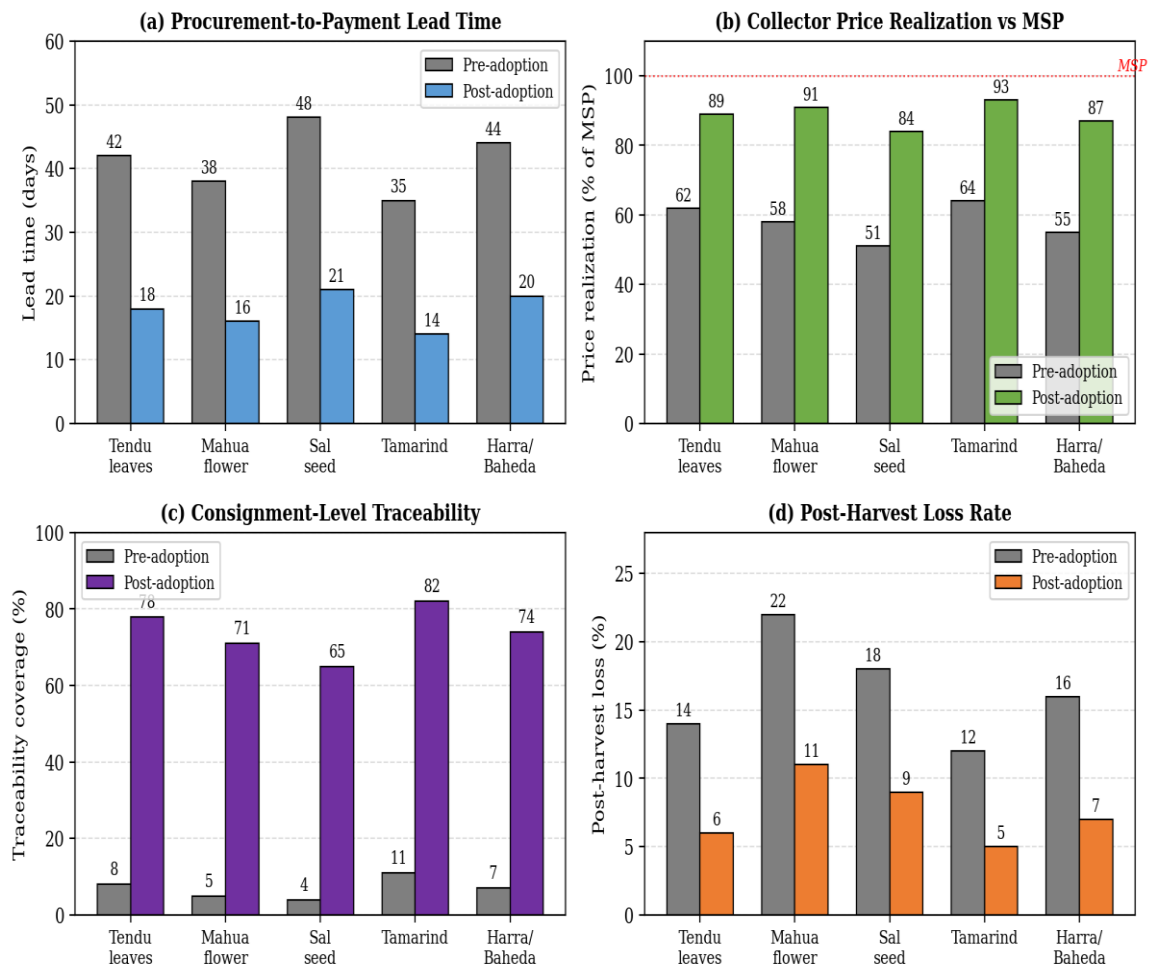 (a) Procurement-to-Payment Lead Time
Lead time (days)
60
50
40
30
20
10
0
Pre-adoption
Post-adoption
42
18
38
16
48
21
35
14
44
20
Tendu
leaves
Mahua
flower
Sal
seed
Tamarind
Harra/
Baheda
(b) Collector Price Realization vs MSP
Price realization (% of MSP)
100
80
60
40
20
0
MSP
62
89
58
91
51
84
64
93
55
87
Pre-adoption
Post-adoption
Tendu
leaves
Mahua
flower
Sal
seed
Tamarind
Harra/
Baheda
(c) Consignment-Level Traceability
Traceability coverage (%)
100
80
60
40
20
0
Pre-adoption
Post-adoption
8
78
5
71
4
65
11
82
7
74
Tendu
leaves
Mahua
flower
Sal
seed
Tamarind
Harra/
Baheda
(d) Post-Harvest Loss Rate
Post-harvest loss (%)
25
20
15
10
5
0
Pre-adoption
Post-adoption
14
6
22
11
18
9
12
5
16
7
Tendu
leaves
Mahua
flower
Sal
seed
Tamarind
Harra/
Baheda